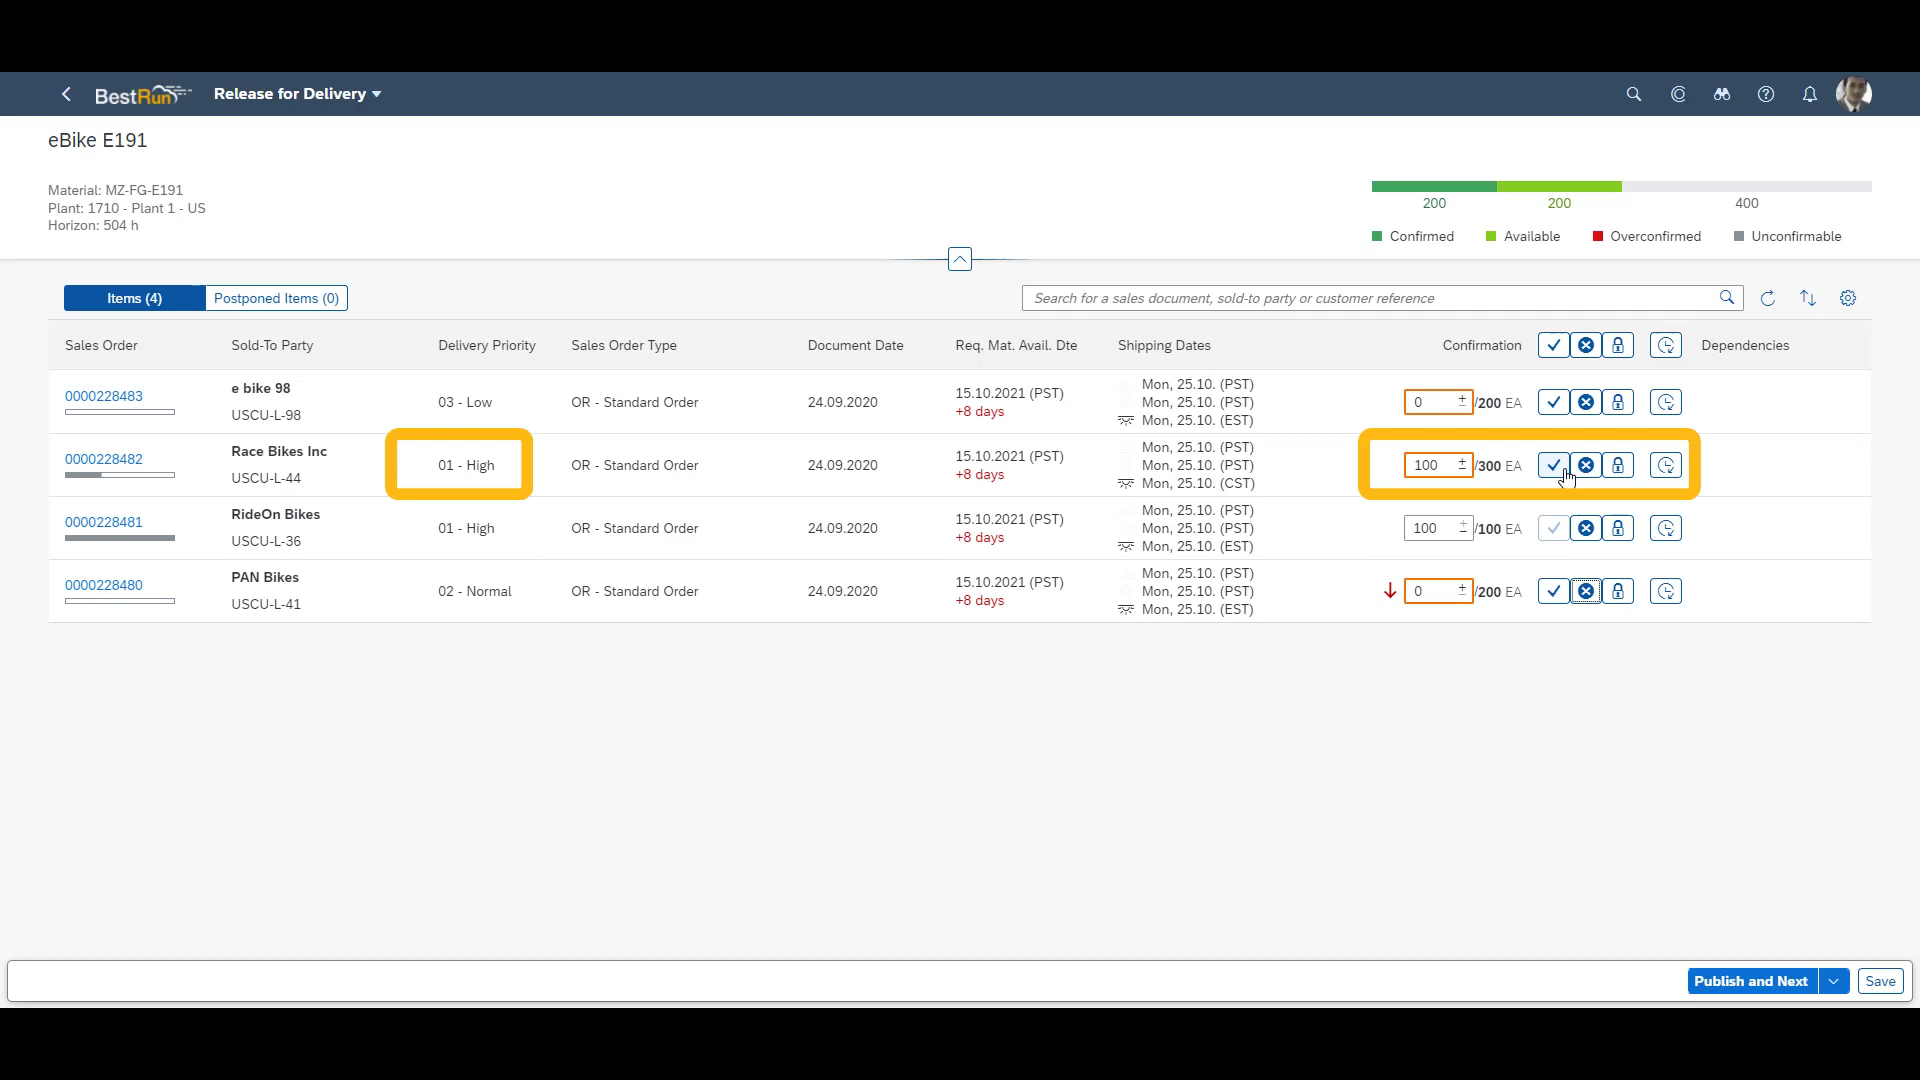 BestRun Release for Delivery
eBike E191
Material: MZ-FG-E191
Plant: 1710 - Plant 1 - US
Horizon: 504 h
200 200 400
Confirmed Available Overconfirmed Unconfirmable
Items (4) Postponed Items (0) Search for a sales document, sold-to party or customer reference
Sales Order Sold-To Party Delivery Priority Sales Order Type Document Date Req. Mat. Avail. Dte Shipping Dates Confirmation Dependencies
0000228483 e bike 98 03 - Low OR - Standard Order 24.09.2020 15.10.2021 (PST) Mon, 25.10. (PST) 0 /200 EA
USCU-L-98 +8 days Mon, 25.10. (PST)
Mon, 25.10. (EST)
0000228482 Race Bikes Inc 01 - High OR - Standard Order 24.09.2020 15.10.2021 (PST) Mon, 25.10. (PST) 100 /300 EA
USCU-L-44 +8 days Mon, 25.10. (PST)
Mon, 25.10. (CST)
0000228481 RideOn Bikes 01 - High OR - Standard Order 24.09.2020 15.10.2021 (PST) Mon, 25.10. (PST) 100 /100 EA
USCU-L-36 +8 days Mon, 25.10. (PST)
Mon, 25.10. (EST)
0000228480 PAN Bikes 02 - Normal OR - Standard Order 24.09.2020 15.10.2021 (PST) Mon, 25.10. (PST) 0 /200 EA
USCU-L-41 +8 days Mon, 25.10. (PST)
Mon, 25.10. (EST)
Publish and Next Save